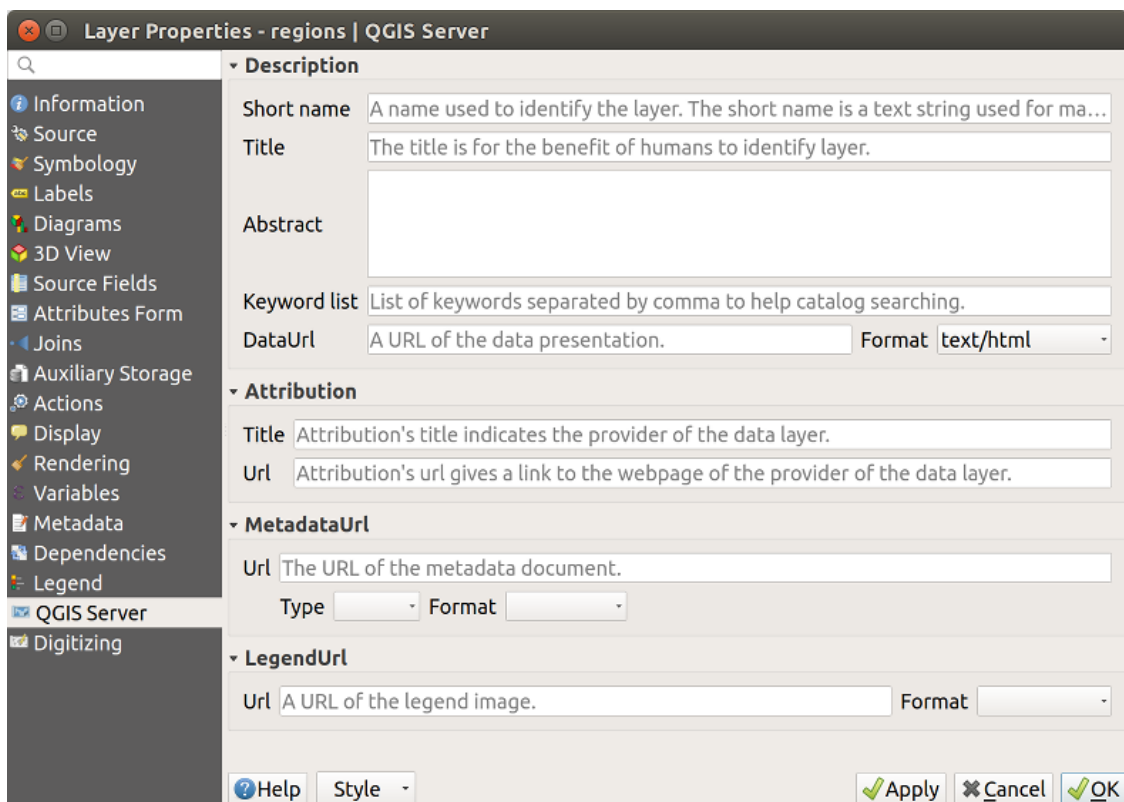 Layer Properties - regions | QGIS Server
Information
Source
Symbology
Labels
Diagrams
3D View
Source Fields
Attributes Form
Joins
Auxiliary Storage
Actions
Display
Rendering
Variables
Metadata
Dependencies
Legend
QGIS Server
Digitizing
Description
Short name A name used to identify the layer. The short name is a text string used for ma...
Title The title is for the benefit of humans to identify layer.
Abstract
Keyword list List of keywords separated by comma to help catalog searching.
DataUrl A URL of the data presentation. Format text/html
Attribution
Title Attribution's title indicates the provider of the data layer.
Url Attribution's url gives a link to the webpage of the provider of the data layer.
MetadataUrl
Url The URL of the metadata document.
Type Format
LegendUrl
Url A URL of the legend image. Format
Help Style Apply Cancel OK